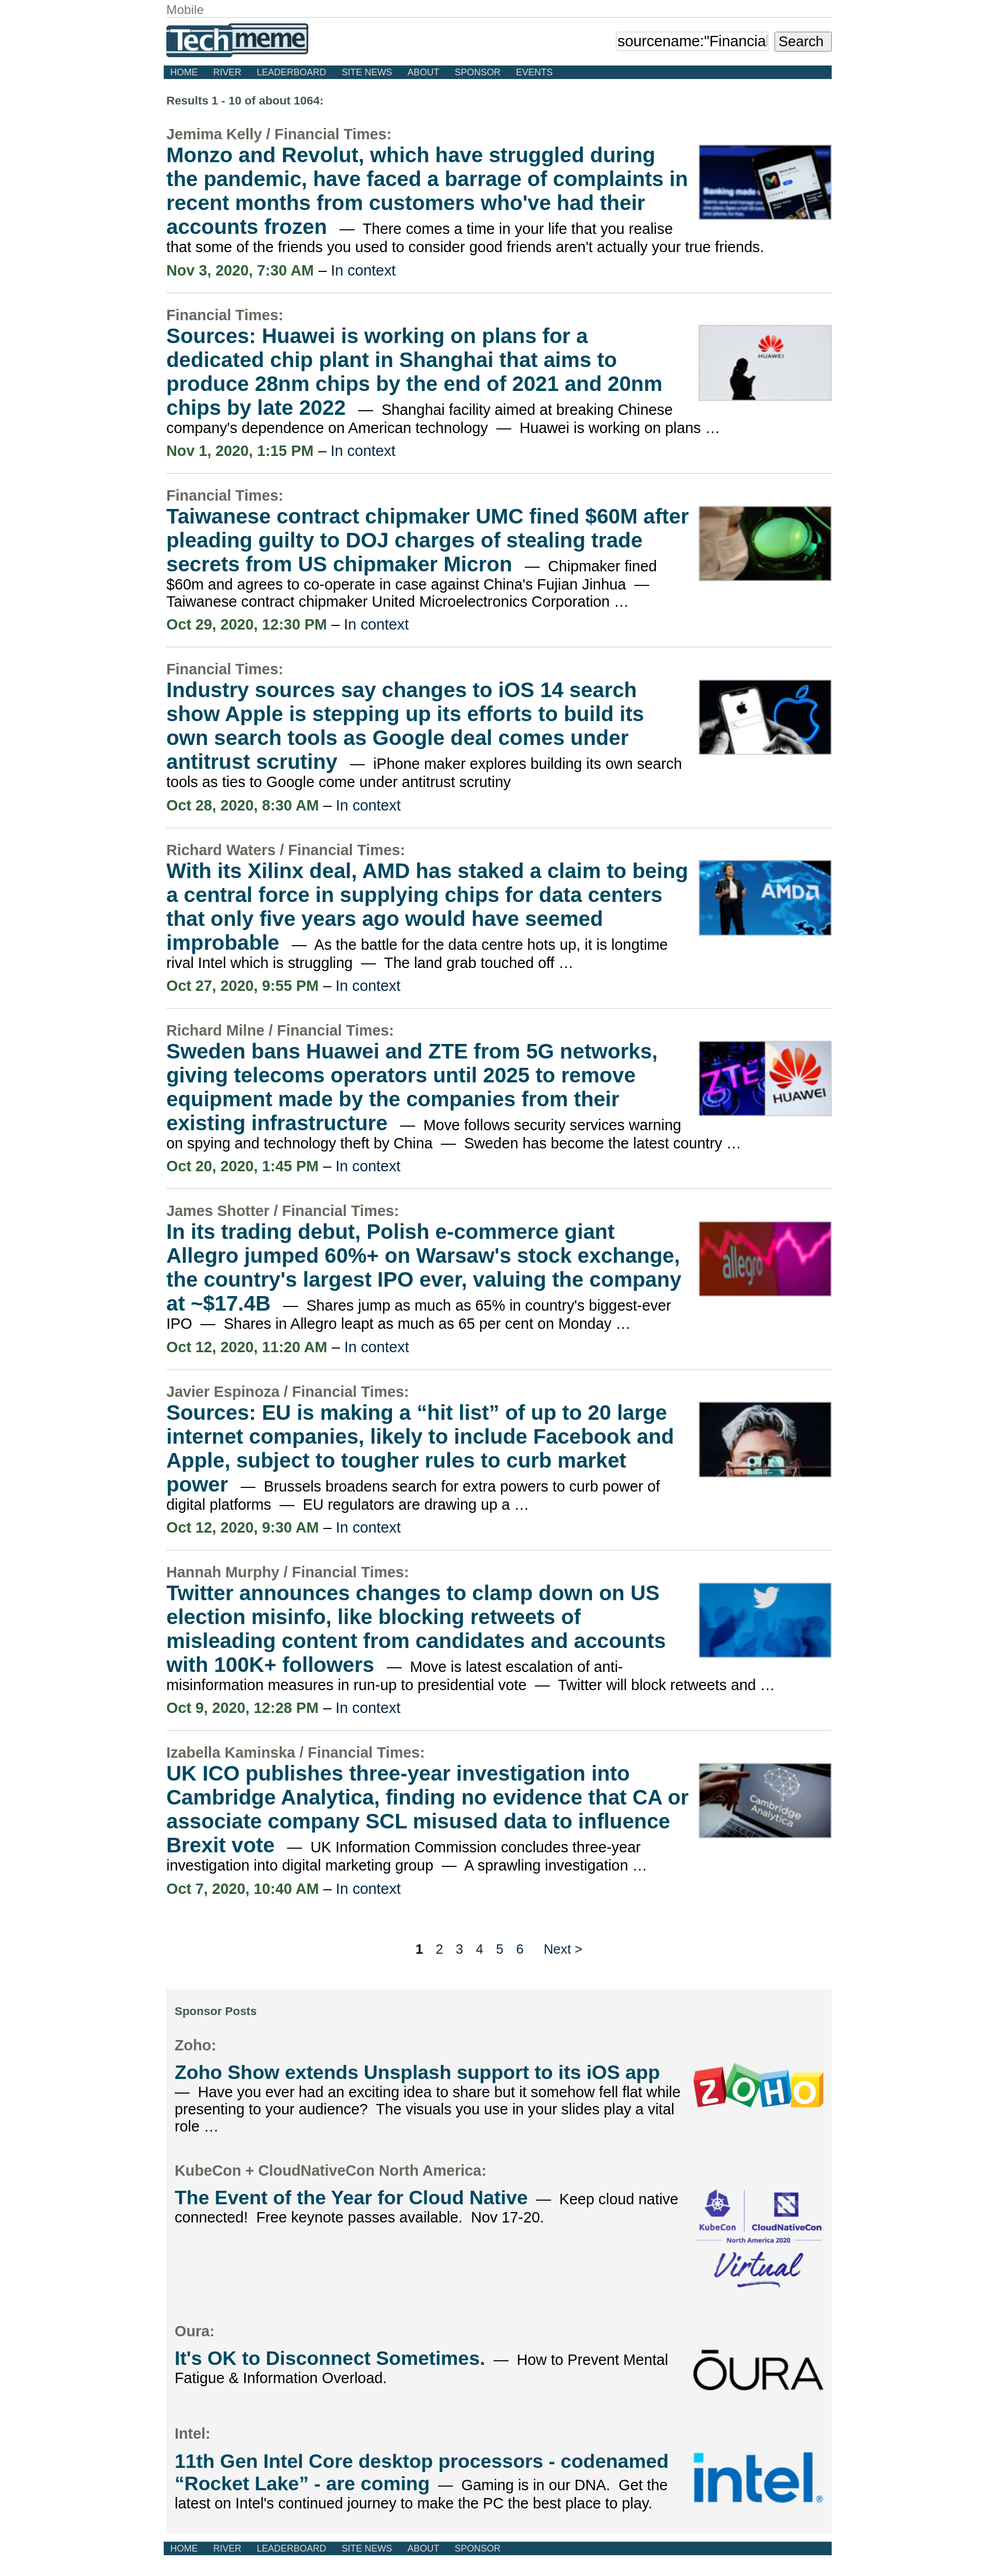 Mobile
Techmeme
sourcename:"Financial
Search
HOME RIVER LEADERBOARD SITE NEWS ABOUT SPONSOR EVENTS
Results 1 - 10 of about 1064:
Jemima Kelly / Financial Times:
Monzo and Revolut, which have struggled during
the pandemic, have faced a barrage of complaints in
recent months from customers who've had their
accounts frozen — There comes a time in your life that you realise
that some of the friends you used to consider good friends aren't actually your true friends.
Nov 3, 2020, 7:30 AM – In context
Financial Times:
Sources: Huawei is working on plans for a
dedicated chip plant in Shanghai that aims to
produce 28nm chips by the end of 2021 and 20nm
chips by late 2022 — Shanghai facility aimed at breaking Chinese
company's dependence on American technology — Huawei is working on plans …
HUAWEI
Nov 1, 2020, 1:15 PM – In context
Financial Times:
Taiwanese contract chipmaker UMC fined $60M after
pleading guilty to DOJ charges of stealing trade
secrets from US chipmaker Micron — Chipmaker fined
$60m and agrees to co-operate in case against China's Fujian Jinhua —
Taiwanese contract chipmaker United Microelectronics Corporation …
Oct 29, 2020, 12:30 PM – In context
Financial Times:
Industry sources say changes to iOS 14 search
show Apple is stepping up its efforts to build its
own search tools as Google deal comes under
antitrust scrutiny — iPhone maker explores building its own search
tools as ties to Google come under antitrust scrutiny
Oct 28, 2020, 8:30 AM – In context
Richard Waters / Financial Times:
With its Xilinx deal, AMD has staked a claim to being
a central force in supplying chips for data centers
that only five years ago would have seemed
improbable — As the battle for the data centre hots up, it is longtime
rival Intel which is struggling — The land grab touched off …
AMD
Oct 27, 2020, 9:55 PM – In context
Richard Milne / Financial Times:
Sweden bans Huawei and ZTE from 5G networks,
giving telecoms operators until 2025 to remove
equipment made by the companies from their
existing infrastructure — Move follows security services warning
on spying and technology theft by China — Sweden has become the latest country …
ZTE
HUAWEI
Oct 20, 2020, 1:45 PM – In context
James Shotter / Financial Times:
In its trading debut, Polish e-commerce giant
Allegro jumped 60%+ on Warsaw's stock exchange,
the country's largest IPO ever, valuing the company
at ~$17.4B — Shares jump as much as 65% in country's biggest-ever
IPO — Shares in Allegro leapt as much as 65 per cent on Monday …
allegro
Oct 12, 2020, 11:20 AM – In context
Javier Espinoza / Financial Times:
Sources: EU is making a “hit list” of up to 20 large
internet companies, likely to include Facebook and
Apple, subject to tougher rules to curb market
power — Brussels broadens search for extra powers to curb power of
digital platforms — EU regulators are drawing up a …
Oct 12, 2020, 9:30 AM – In context
Hannah Murphy / Financial Times:
Twitter announces changes to clamp down on US
election misinfo, like blocking retweets of
misleading content from candidates and accounts
with 100K+ followers — Move is latest escalation of anti-
misinformation measures in run-up to presidential vote — Twitter will block retweets and …
Oct 9, 2020, 12:28 PM – In context
Izabella Kaminska / Financial Times:
UK ICO publishes three-year investigation into
Cambridge Analytica, finding no evidence that CA or
associate company SCL misused data to influence
Brexit vote — UK Information Commission concludes three-year
investigation into digital marketing group — A sprawling investigation …
Cambridge
Analytica
Oct 7, 2020, 10:40 AM – In context
1 2 3 4 5 6 Next >
Sponsor Posts
Zoho:
Zoho Show extends Unsplash support to its iOS app
— Have you ever had an exciting idea to share but it somehow fell flat while
presenting to your audience? The visuals you use in your slides play a vital
role …
ZOHO
KubeCon + CloudNativeCon North America:
The Event of the Year for Cloud Native — Keep cloud native
connected! Free keynote passes available. Nov 17-20.
KubeCon CloudNativeCon
North America 2020
Virtual
Oura:
It's OK to Disconnect Sometimes. — How to Prevent Mental
Fatigue & Information Overload.
ŌURA
Intel:
11th Gen Intel Core desktop processors - codenamed
“Rocket Lake” - are coming — Gaming is in our DNA. Get the
latest on Intel's continued journey to make the PC the best place to play.
intel®
HOME RIVER LEADERBOARD SITE NEWS ABOUT SPONSOR